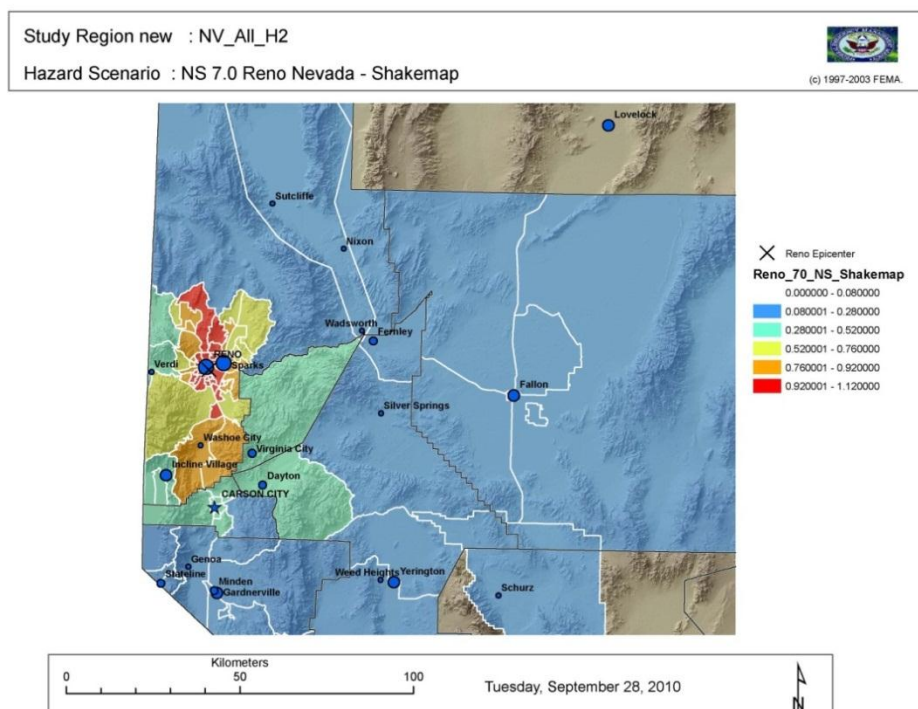 Study Region new : NV_All_H2
Hazard Scenario : NS 7.0 Reno Nevada - Shakemap
(c) 1997-2003 FEMA.
Lovelock
Sutcliffe
Nixon
Wadsworth
Fernley
RENO
Sparks
Verdi
Fallon
Silver Springs
Washoe City
Virginia City
Incline Village
Dayton
CARSON CITY
Genoa
Stateline
Minden
Gardnerville
Weed Heights
Yerington
Schurz
Reno Epicenter
Reno_70_NS_Shakemap
0.000000 - 0.080000
0.080001 - 0.280000
0.280001 - 0.520000
0.520001 - 0.760000
0.760001 - 0.920000
0.920001 - 1.120000
Kilometers
0 50 100
Tuesday, September 28, 2010
N